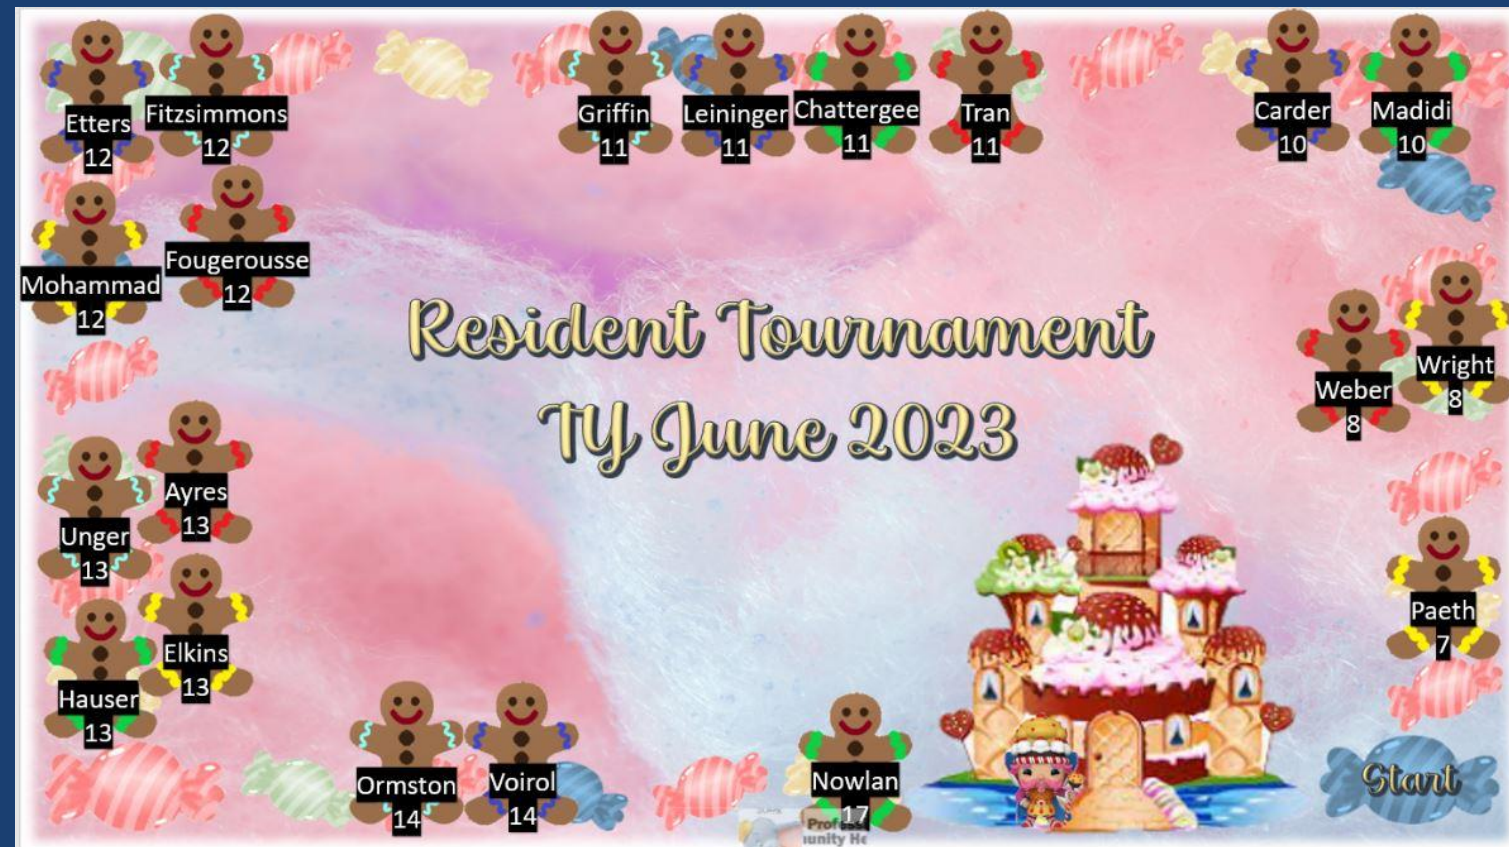 Etters
12
Fitzsimmons
12
Griffin
11
Leininger
11
Chattergee
11
Tran
11
Carder
10
Madidi
10
Mohammad
12
Fougerousse
12
Resident Tournament
TY June 2023
Weber
8
Wright
8
Unger
13
Ayres
13
Hauser
13
Elkins
13
Paeth
7
Ormston
14
Voirol
14
Nowlan
17
Start